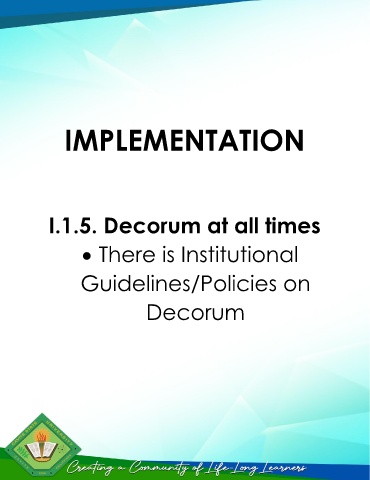 IMPLEMENTATION
I.1.5. Decorum at all times
• There is Institutional
Guidelines/Policies on
Decorum
Creating a Community of Life-Long Learners